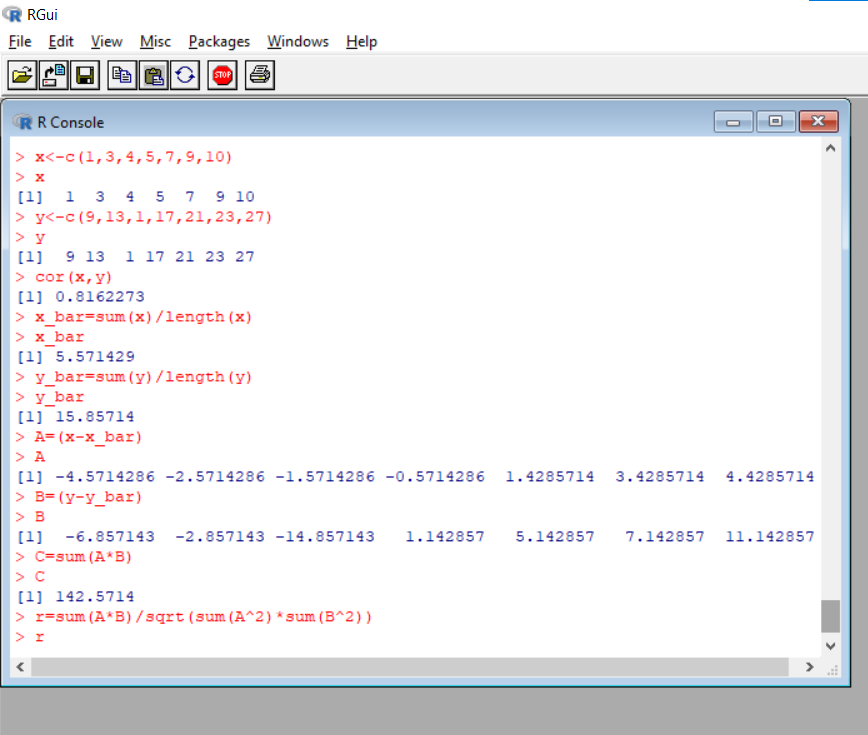 RGui
File Edit View Misc Packages Windows Help
STOP
R Console
> x<-c(1,3,4,5,7,9,10)
> x
[1]  1  3  4  5  7  9 10
> y<-c(9,13,1,17,21,23,27)
> y
[1]  9 13  1 17 21 23 27
> cor(x,y)
[1] 0.8162273
> x_bar=sum(x)/length(x)
> x_bar
[1] 5.571429
> y_bar=sum(y)/length(y)
> y_bar
[1] 15.85714
> A=(x-x_bar)
> A
[1] -4.5714286 -2.5714286 -1.5714286 -0.5714286  1.4285714  3.4285714  4.4285714
> B=(y-y_bar)
> B
[1]  -6.857143  -2.857143 -14.857143   1.142857   5.142857   7.142857  11.142857
> C=sum(A*B)
> C
[1] 142.5714
> r=sum(A*B)/sqrt(sum(A^2)*sum(B^2))
> r